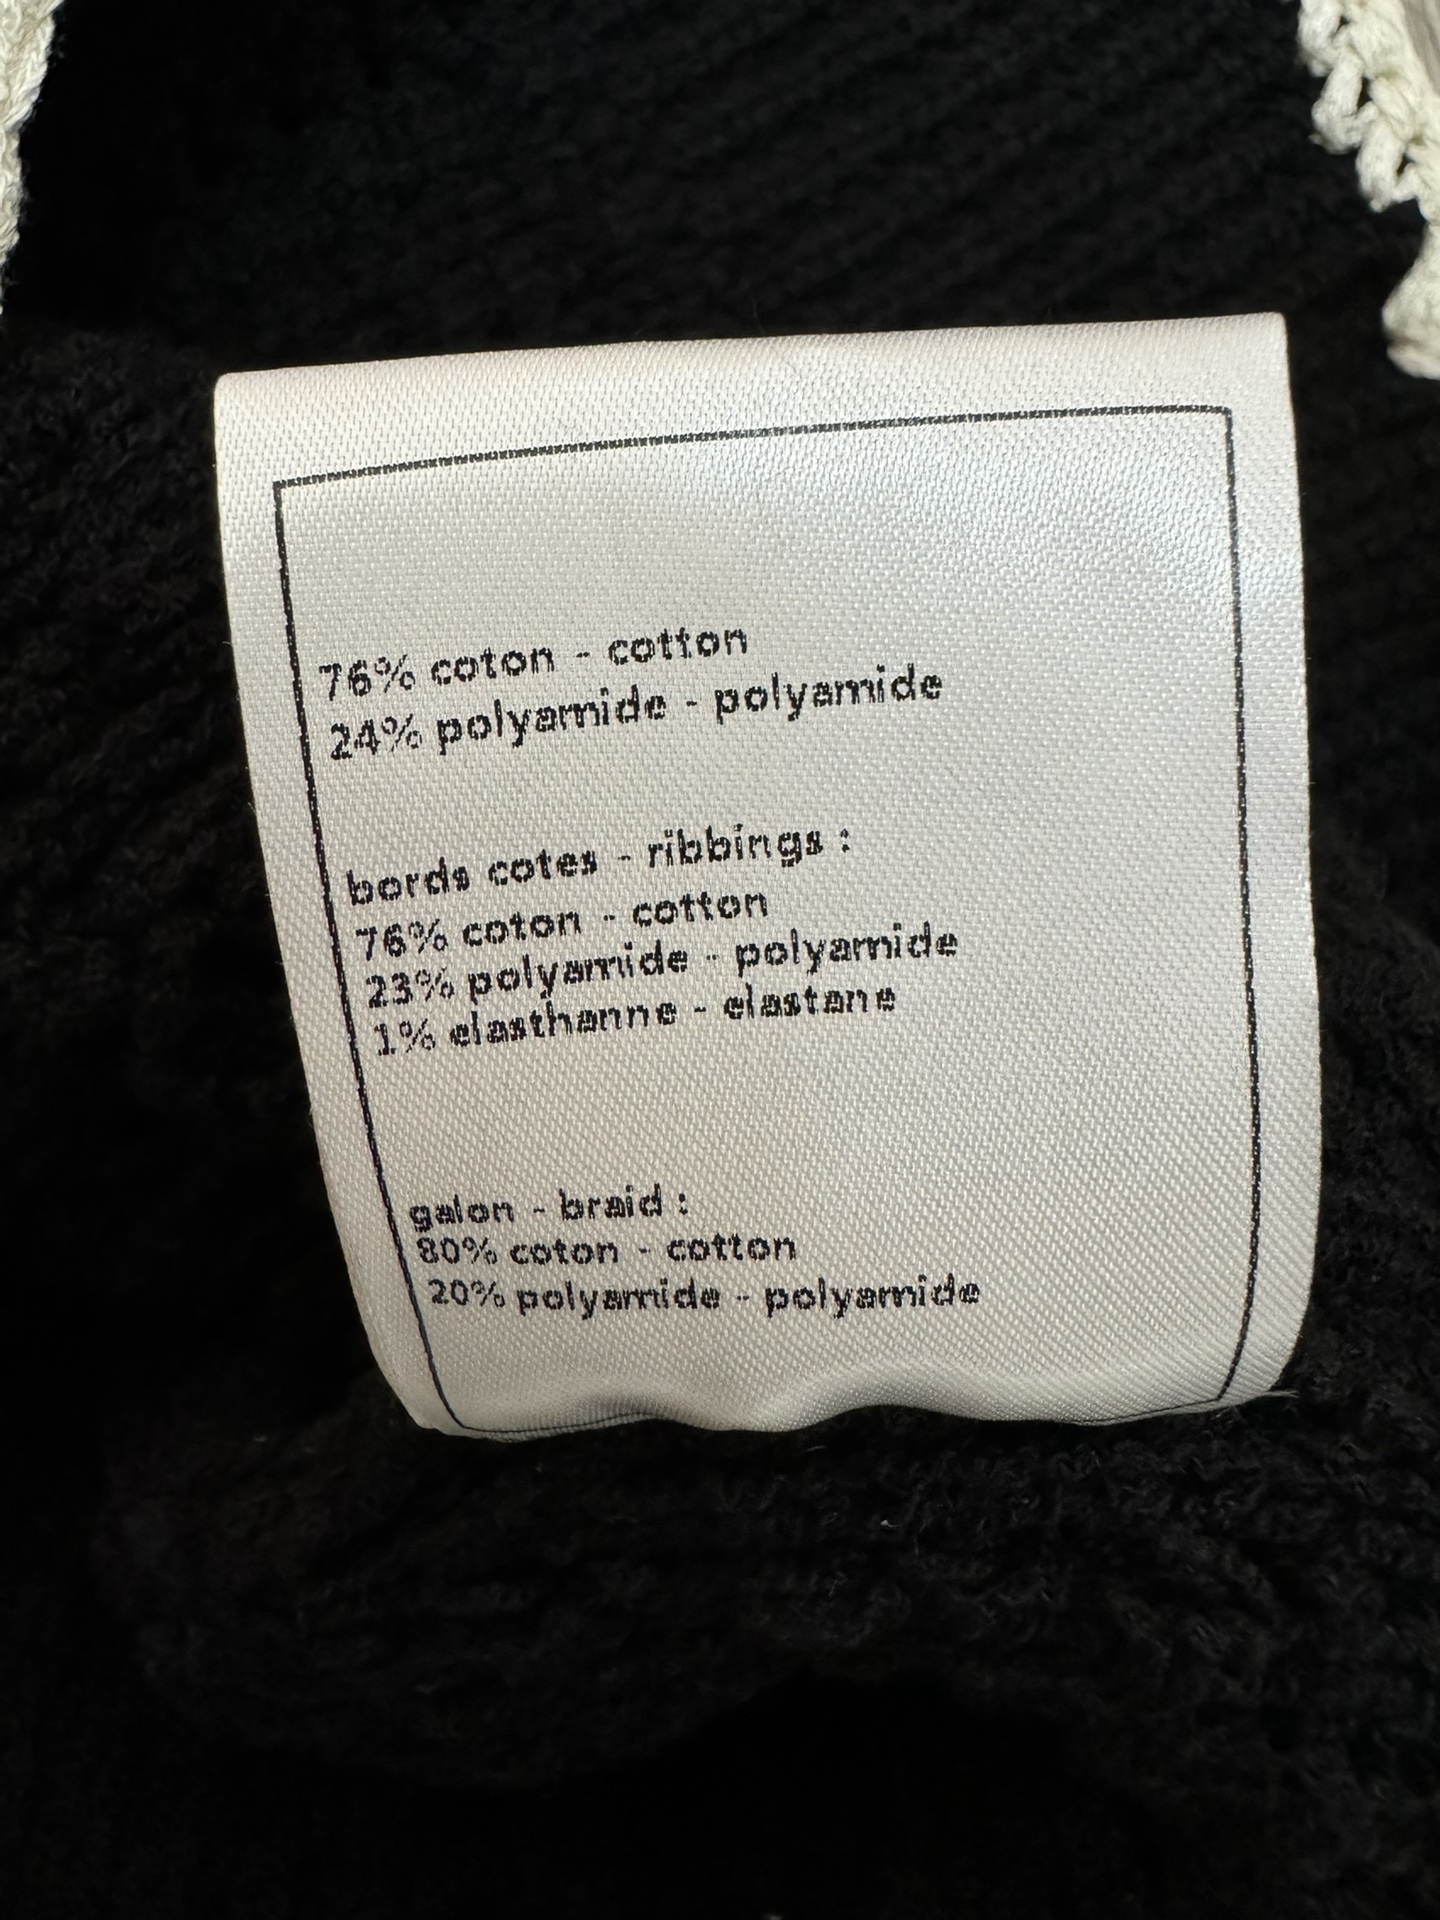 76% coton - cotton
24% polyamide - polyamide
bords cotes - ribbings :
76% coton - cotton
23% polyamide - polyamide
1% elasthanne - elastane
galon - braid :
80% coton - cotton
20% polyamide - polyamide